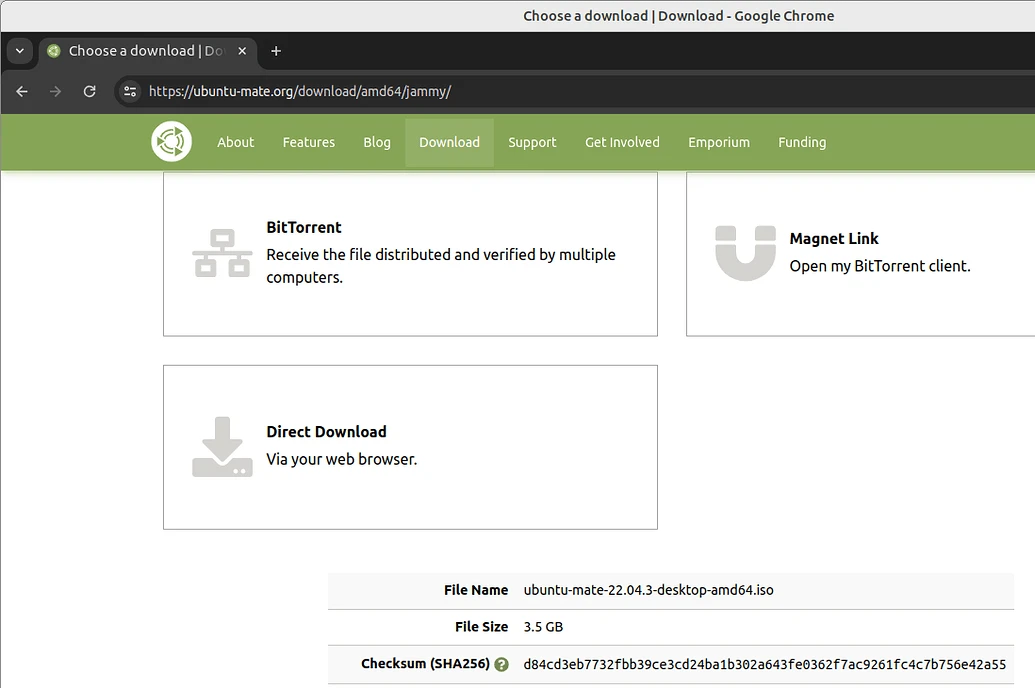 Choose a download | Download - Google Chrome
Choose a download | Do
https://ubuntu-mate.org/download/amd64/jammy/
About Features Blog Download Support Get Involved Emporium Funding
BitTorrent
Receive the file distributed and verified by multiple
computers.
Magnet Link
Open my BitTorrent client.
Direct Download
Via your web browser.
File Name ubuntu-mate-22.04.3-desktop-amd64.iso
File Size 3.5 GB
Checksum (SHA256) ? d84cd3eb7732fbb39ce3cd24ba1b302a643fe0362f7ac9261fc4c7b756e42a55